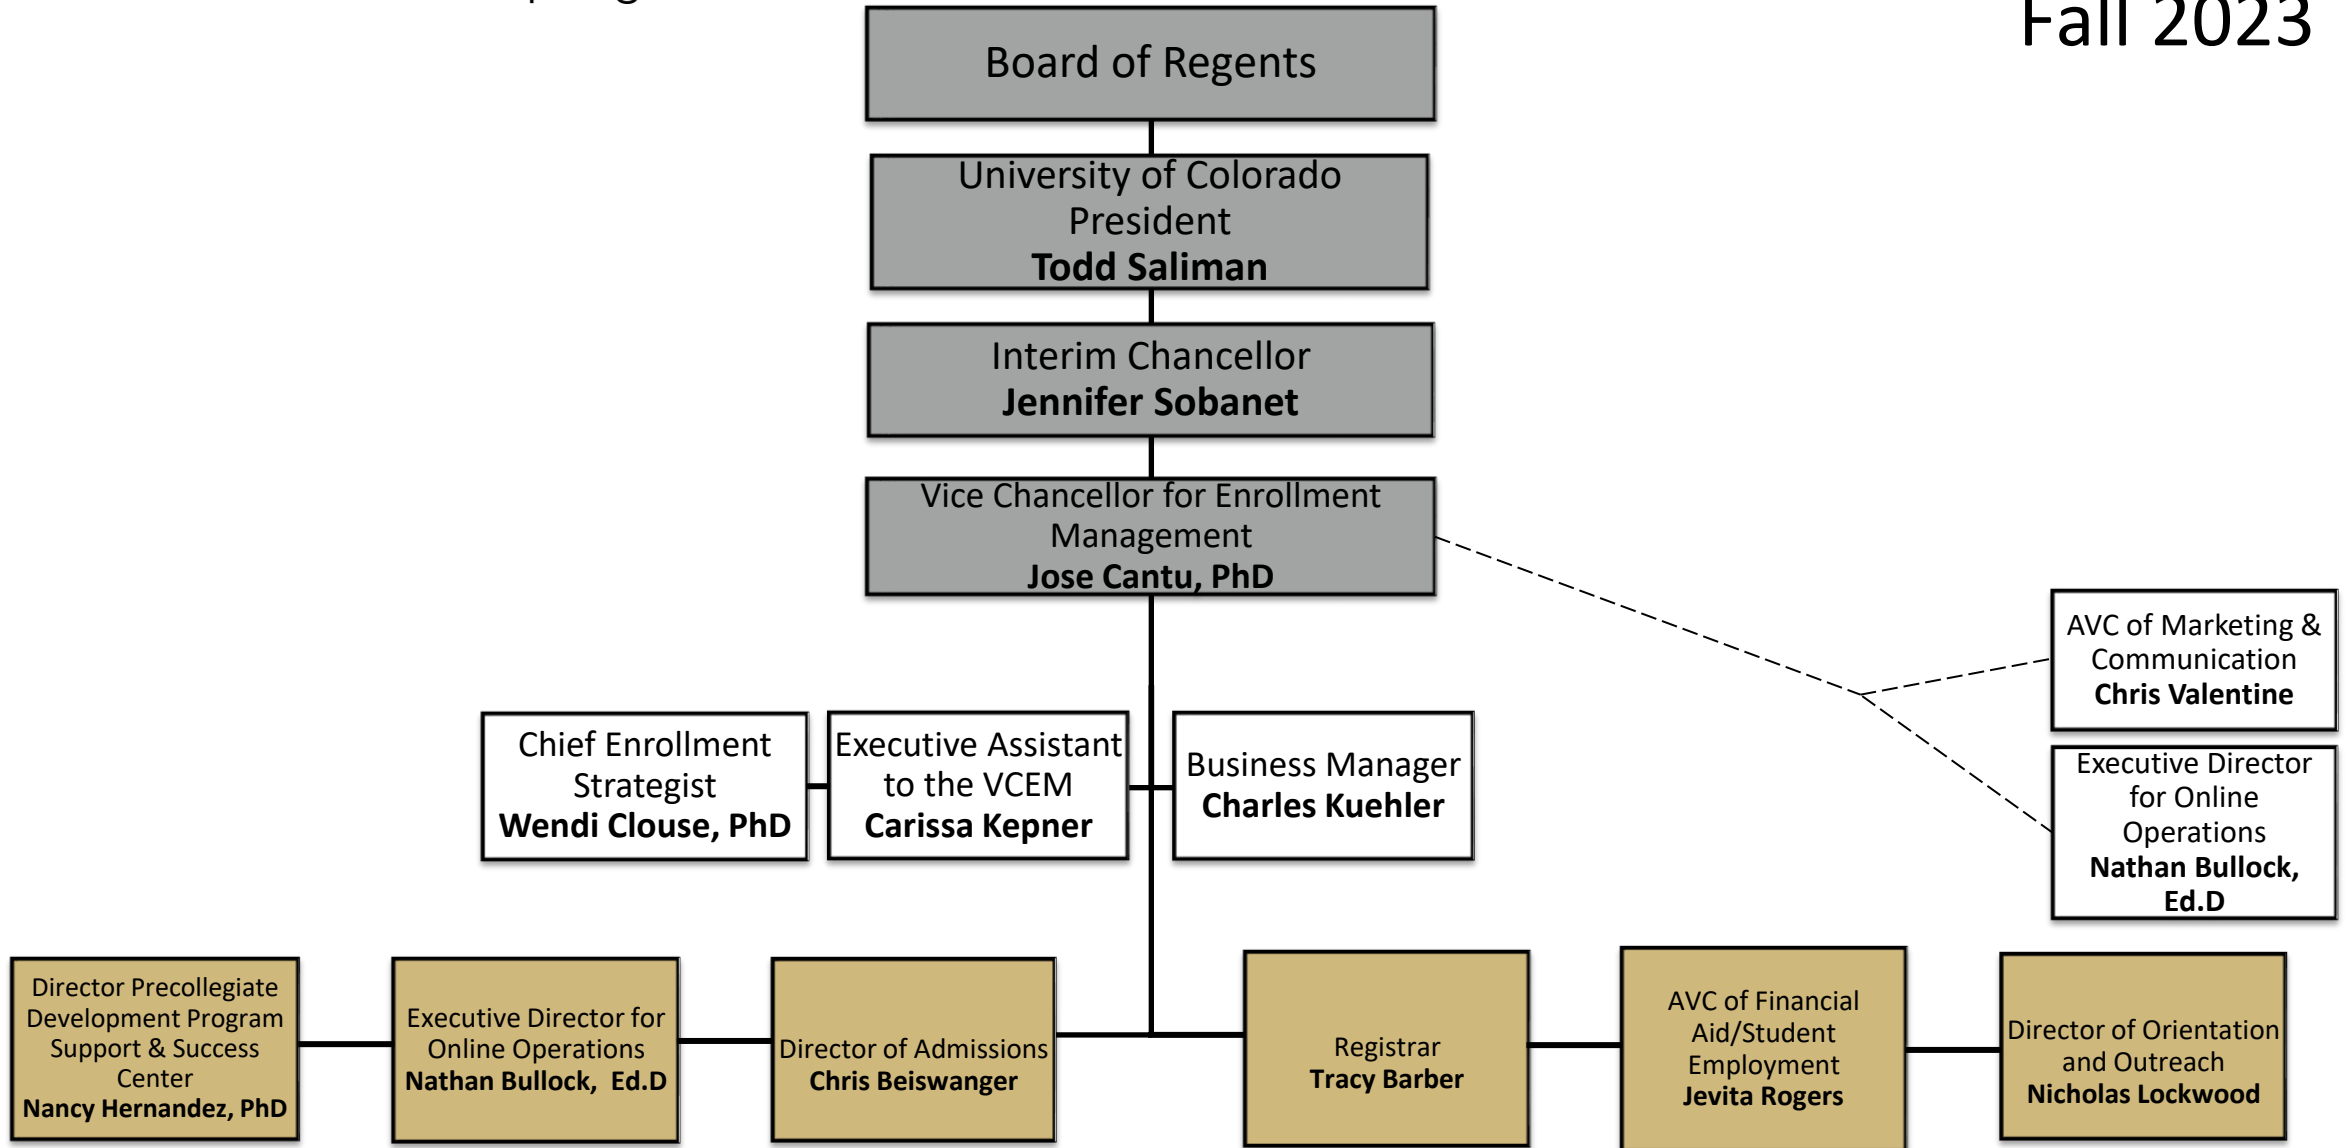 Fall 2023
Board of Regents
University of Colorado
President
Todd Saliman
Interim Chancellor
Jennifer Sobanet
Vice Chancellor for Enrollment
Management
Jose Cantu, PhD
AVC of Marketing &
Communication
Chris Valentine
Executive Director
for Online
Operations
Nathan Bullock,
Ed.D
Chief Enrollment
Strategist
Wendi Clouse, PhD
Executive Assistant
to the VCEM
Carissa Kepner
Business Manager
Charles Kuehler
Director Precollegiate
Development Program
Support & Success
Center
Nancy Hernandez, PhD
Executive Director for
Online Operations
Nathan Bullock, Ed.D
Director of Admissions
Chris Beiswanger
Registrar
Tracy Barber
AVC of Financial
Aid/Student
Employment
Jevita Rogers
Director of Orientation
and Outreach
Nicholas Lockwood